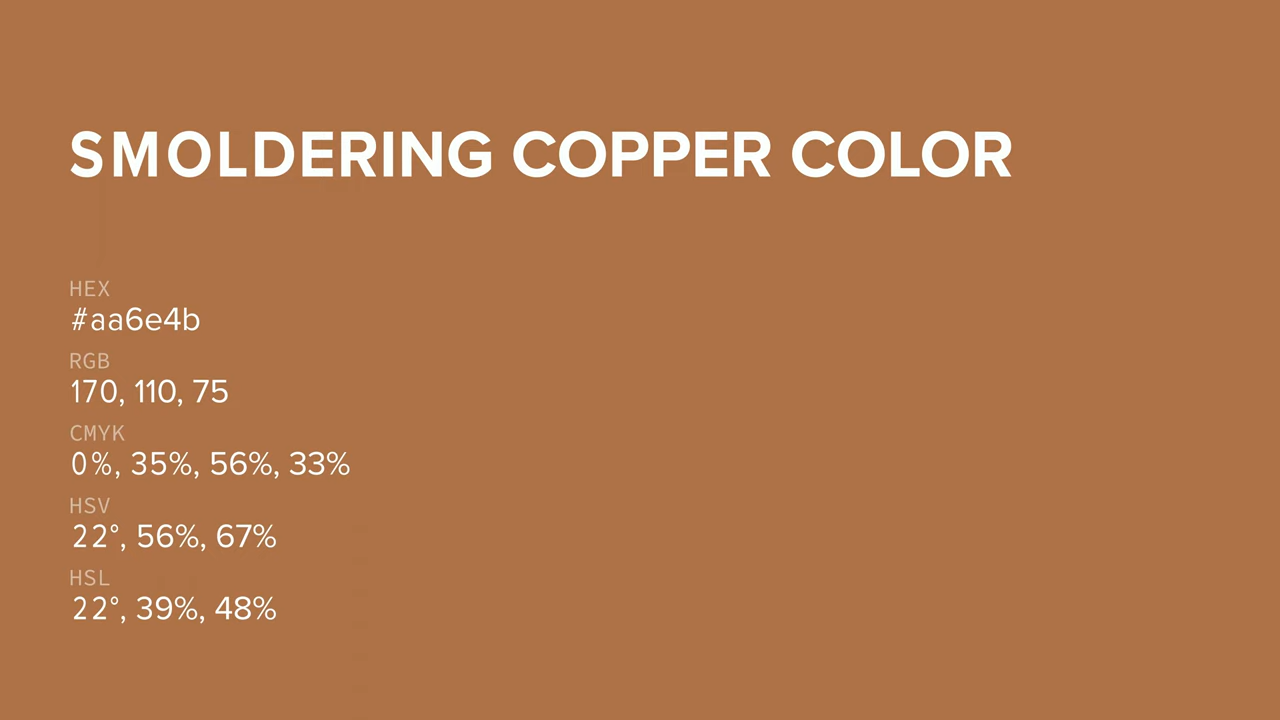 SMOLDERING COPPER COLOR
HEX
#aa6e4b
RGB
170, 110, 75
CMYK
0%, 35%, 56%, 33%
HSV
22°, 56%, 67%
HSL
22°, 39%, 48%